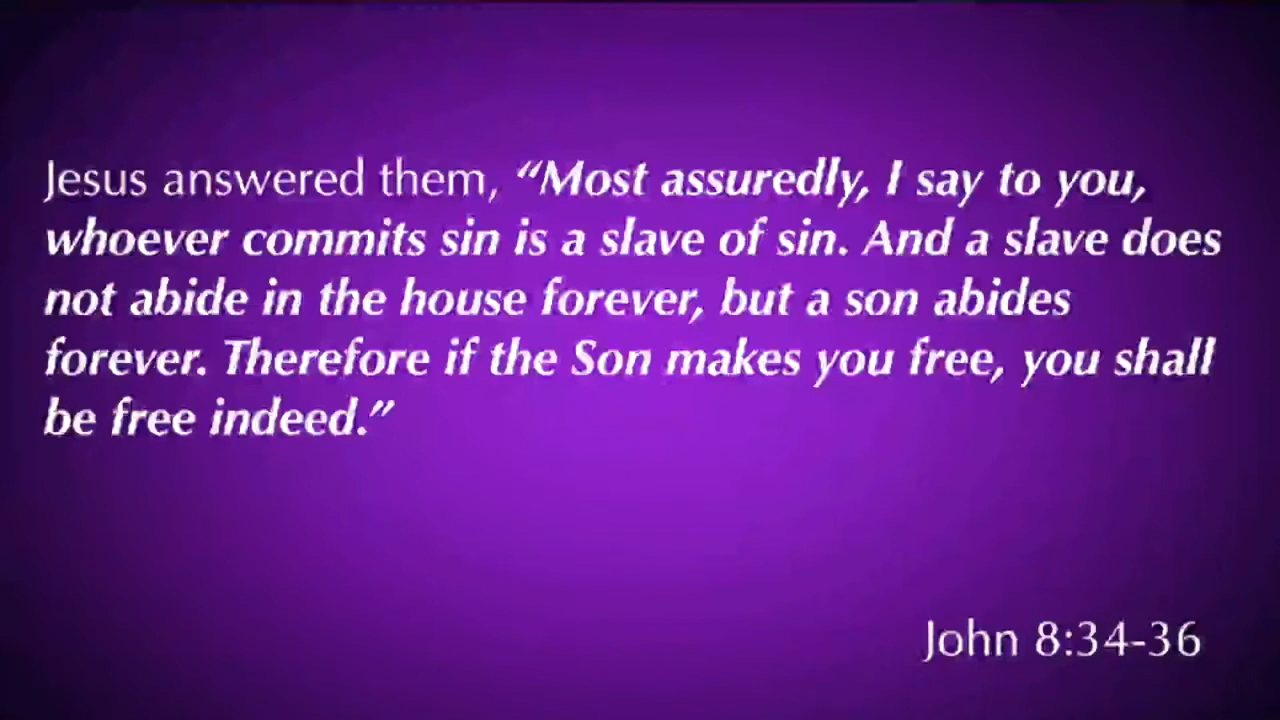 Jesus answered them, “Most assuredly, I say to you,
whoever commits sin is a slave of sin. And a slave does
not abide in the house forever, but a son abides
forever. Therefore if the Son makes you free, you shall
be free indeed.”
John 8:34-36